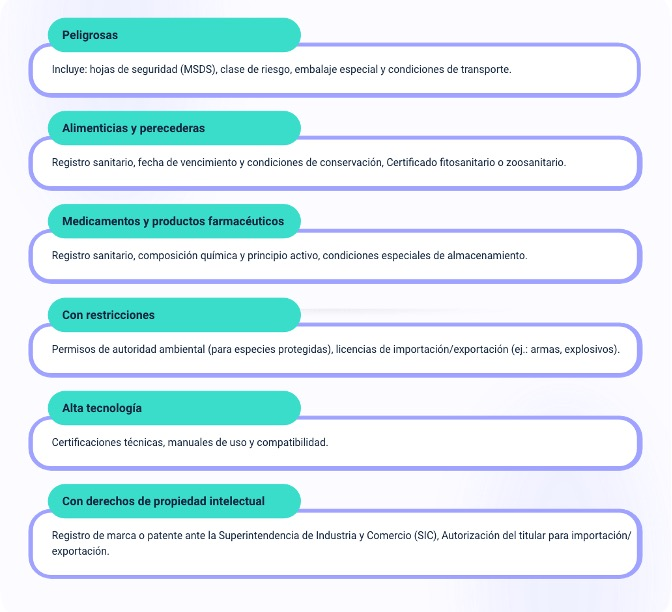 Peligrosas
Incluye: hojas de seguridad (MSDS), clase de riesgo, embalaje especial y condiciones de transporte.
Alimenticias y perecederas
Registro sanitario, fecha de vencimiento y condiciones de conservación, Certificado fitosanitario o zoosanitario.
Medicamentos y productos farmacéuticos
Registro sanitario, composición química y principio activo, condiciones especiales de almacenamiento.
Con restricciones
Permisos de autoridad ambiental (para especies protegidas), licencias de importación/exportación (ej.: armas, explosivos).
Alta tecnología
Certificaciones técnicas, manuales de uso y compatibilidad.
Con derechos de propiedad intelectual
Registro de marca o patente ante la Superintendencia de Industria y Comercio (SIC), Autorización del titular para importación/
exportación.